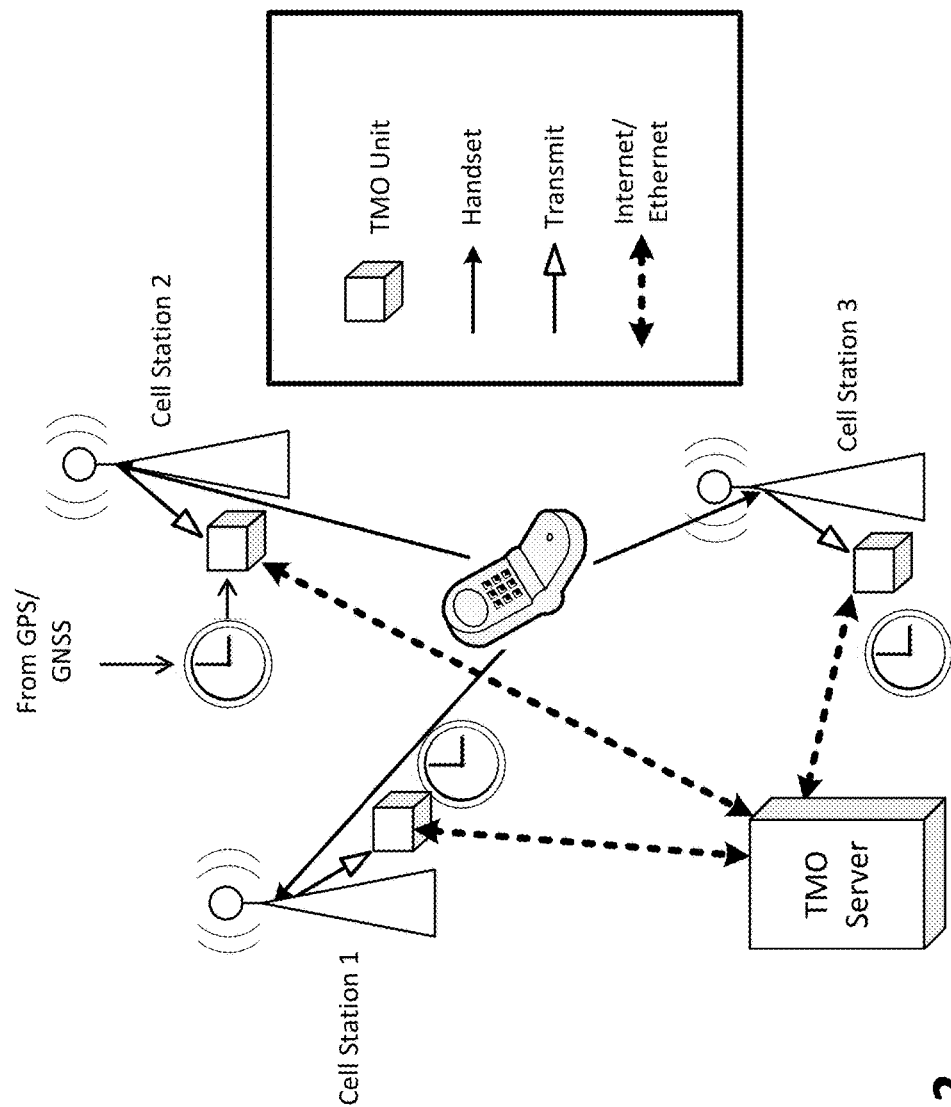 From GPS/
GNSS
Cell Station 2
Cell Station 1
Cell Station 3
TMO
Server
TMO Unit
Handset
Transmit
Internet/
Ethernet